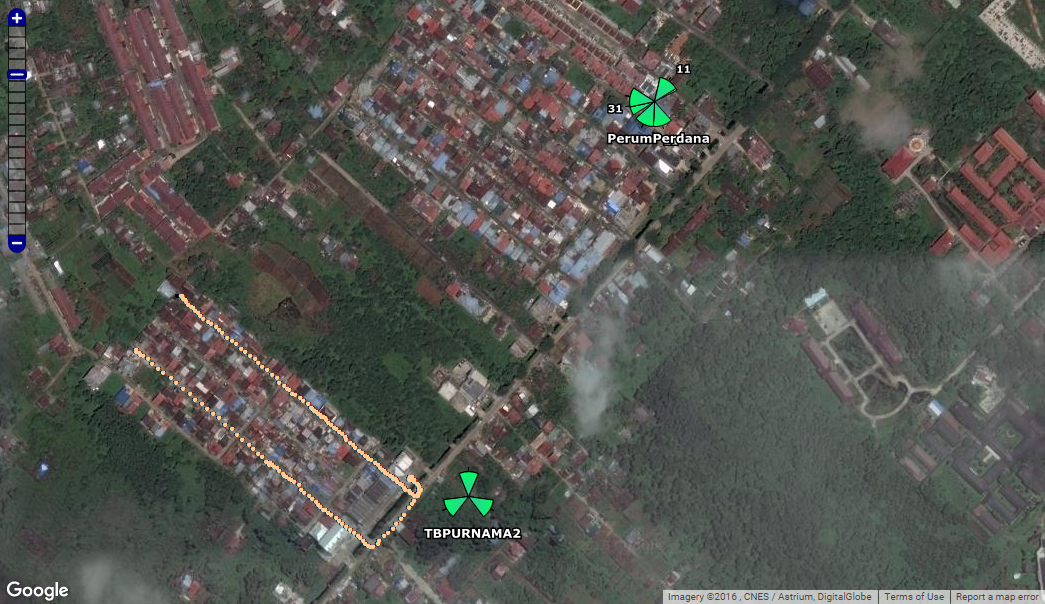 11
31
PerumPerdana
TBPURNAMA2
Google
Imagery ©2016 , CNES / Astrium, DigitalGlobe
Terms of Use
Report a map error